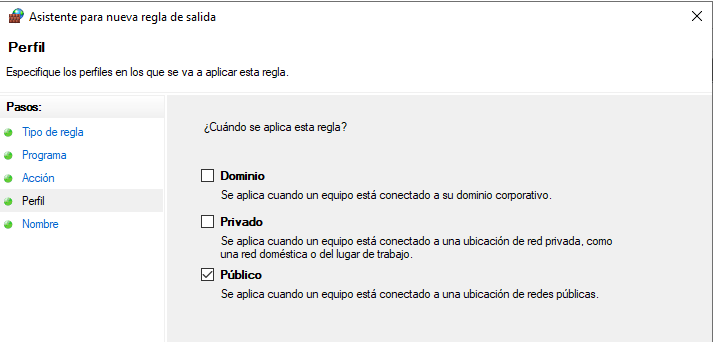 Asistente para nueva regla de salida
Perfil
Especifique los perfiles en los que se va a aplicar esta regla.
Pasos:
Tipo de regla
Programa
Acción
Perfil
Nombre
¿Cuándo se aplica esta regla?
Dominio
Se aplica cuando un equipo está conectado a su dominio corporativo.
Privado
Se aplica cuando un equipo está conectado a una ubicación de red privada, como
una red doméstica o del lugar de trabajo.
Público
Se aplica cuando un equipo está conectado a una ubicación de redes públicas.